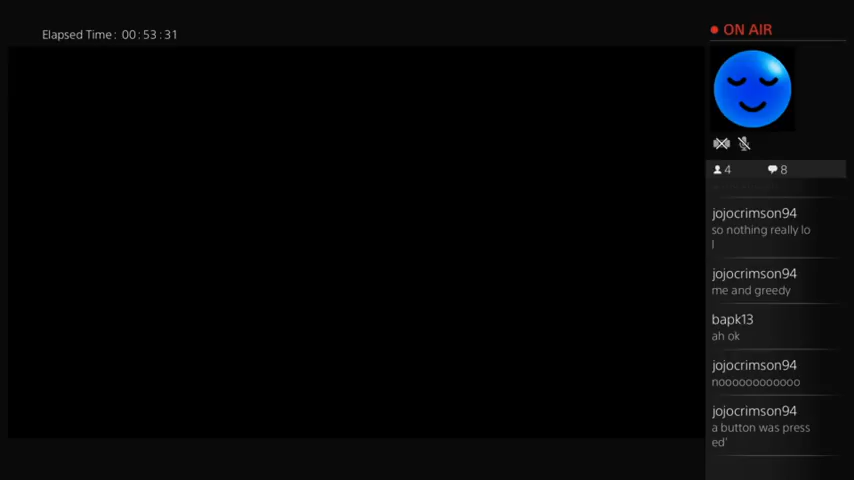 Elapsed Time: 00:53:31
ON AIR
4 8
jojocrimson94
so nothing really lo
l
jojocrimson94
me and greedy
bapk13
ah ok
jojocrimson94
noooooooooooo
jojocrimson94
a button was press
ed'